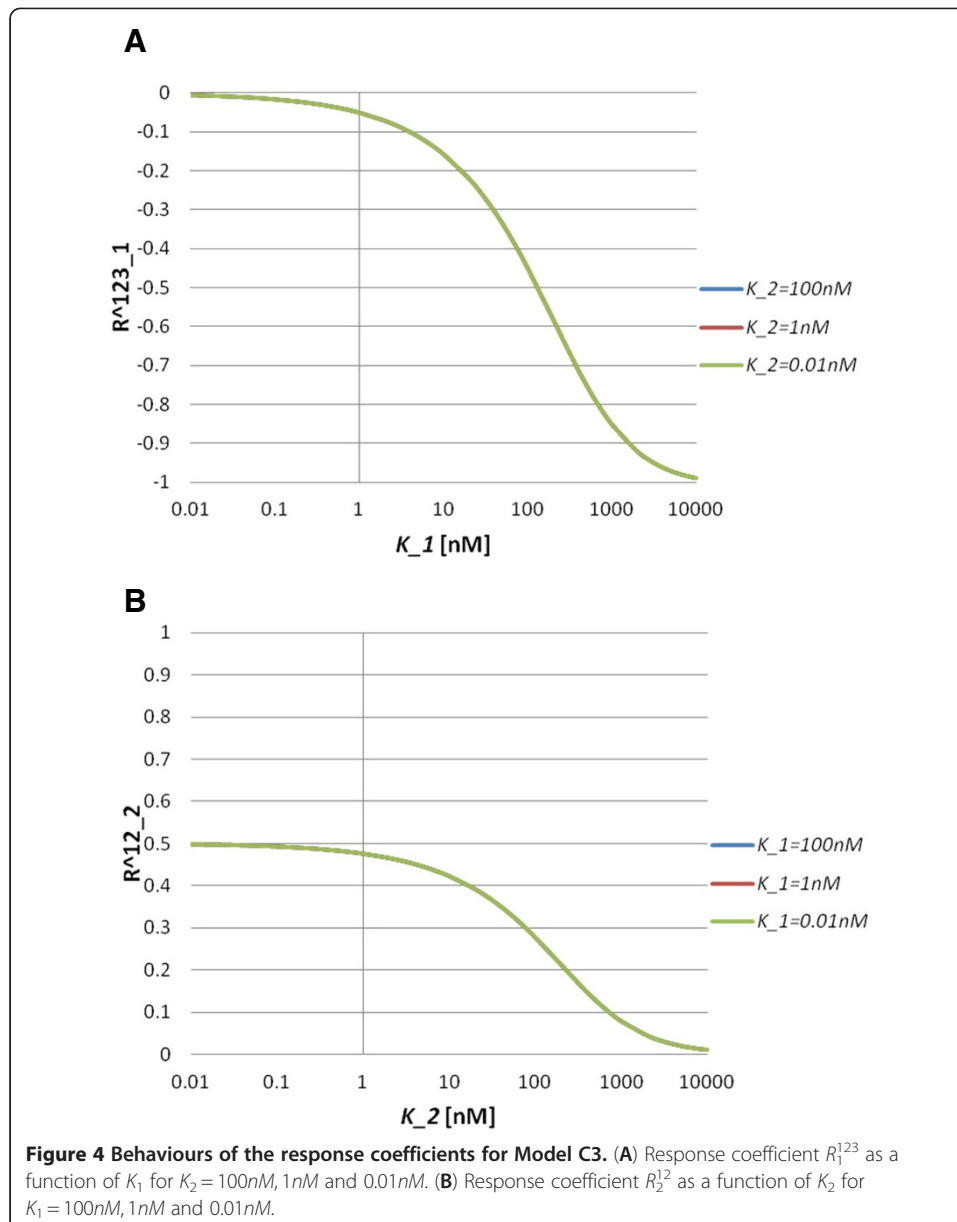 A
0
-0.1
-0.2
-0.3
-0.4
-0.5
-0.6
-0.7
-0.8
-0.9
-1
R^123_1
0.01 0.1 1 10 100 1000 10000
K_1 [nM]
K_2=100nM
K_2=1nM
K_2=0.01nM
B
1
0.9
0.8
0.7
0.6
0.5
0.4
0.3
0.2
0.1
0
R^12_2
0.01 0.1 1 10 100 1000 10000
K_2 [nM]
K_1=100nM
K_1=1nM
K_1=0.01nM
Figure 4 Behaviours of the response coefficients for Model C3. (A) Response coefficient R₁¹²³ as a
function of K₁ for K₂ = 100nM, 1nM and 0.01nM. (B) Response coefficient R₂¹² as a function of K₂ for
K₁ = 100nM, 1nM and 0.01nM.